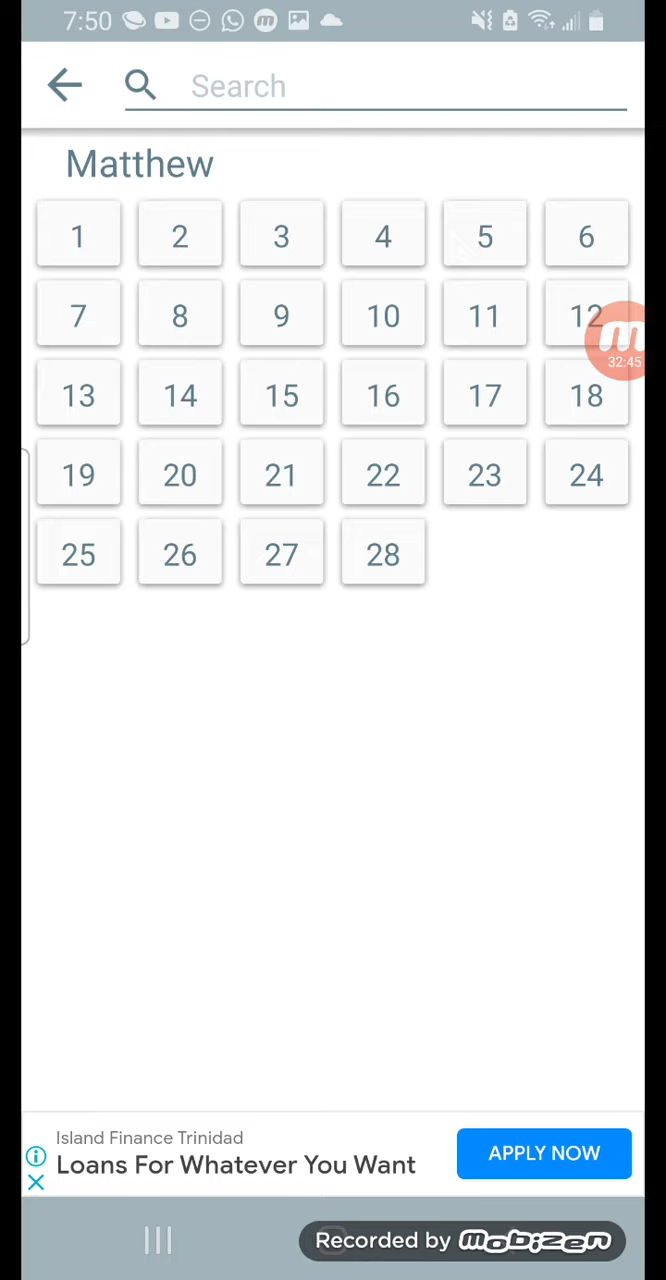 7:50
Search
Matthew
1 2 3 4 5 6
7 8 9 10 11 12
32:45
13 14 15 16 17 18
19 20 21 22 23 24
25 26 27 28
Island Finance Trinidad
Loans For Whatever You Want
APPLY NOW
Recorded by mobizen